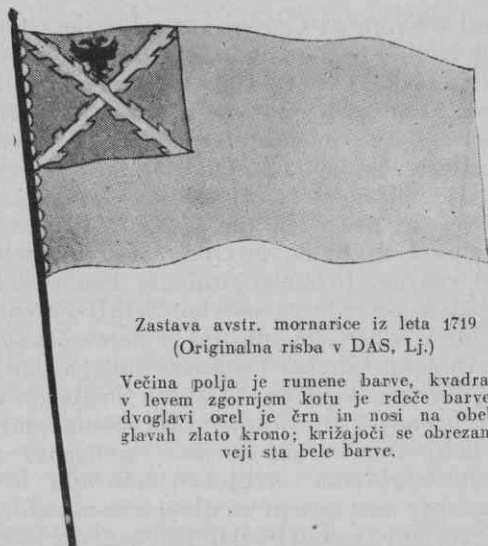 Zastava avstr. mornarice iz leta 1719
(Originalna risba v DAS, Lj.)
Večina polja je rumene barve, kvadra
v levem zgornjem kotu je rdeče barve
dvoglavi orel je črn in nosi na obe
glavah zlato krono; križajoči se obrezan
veji sta bele barve.